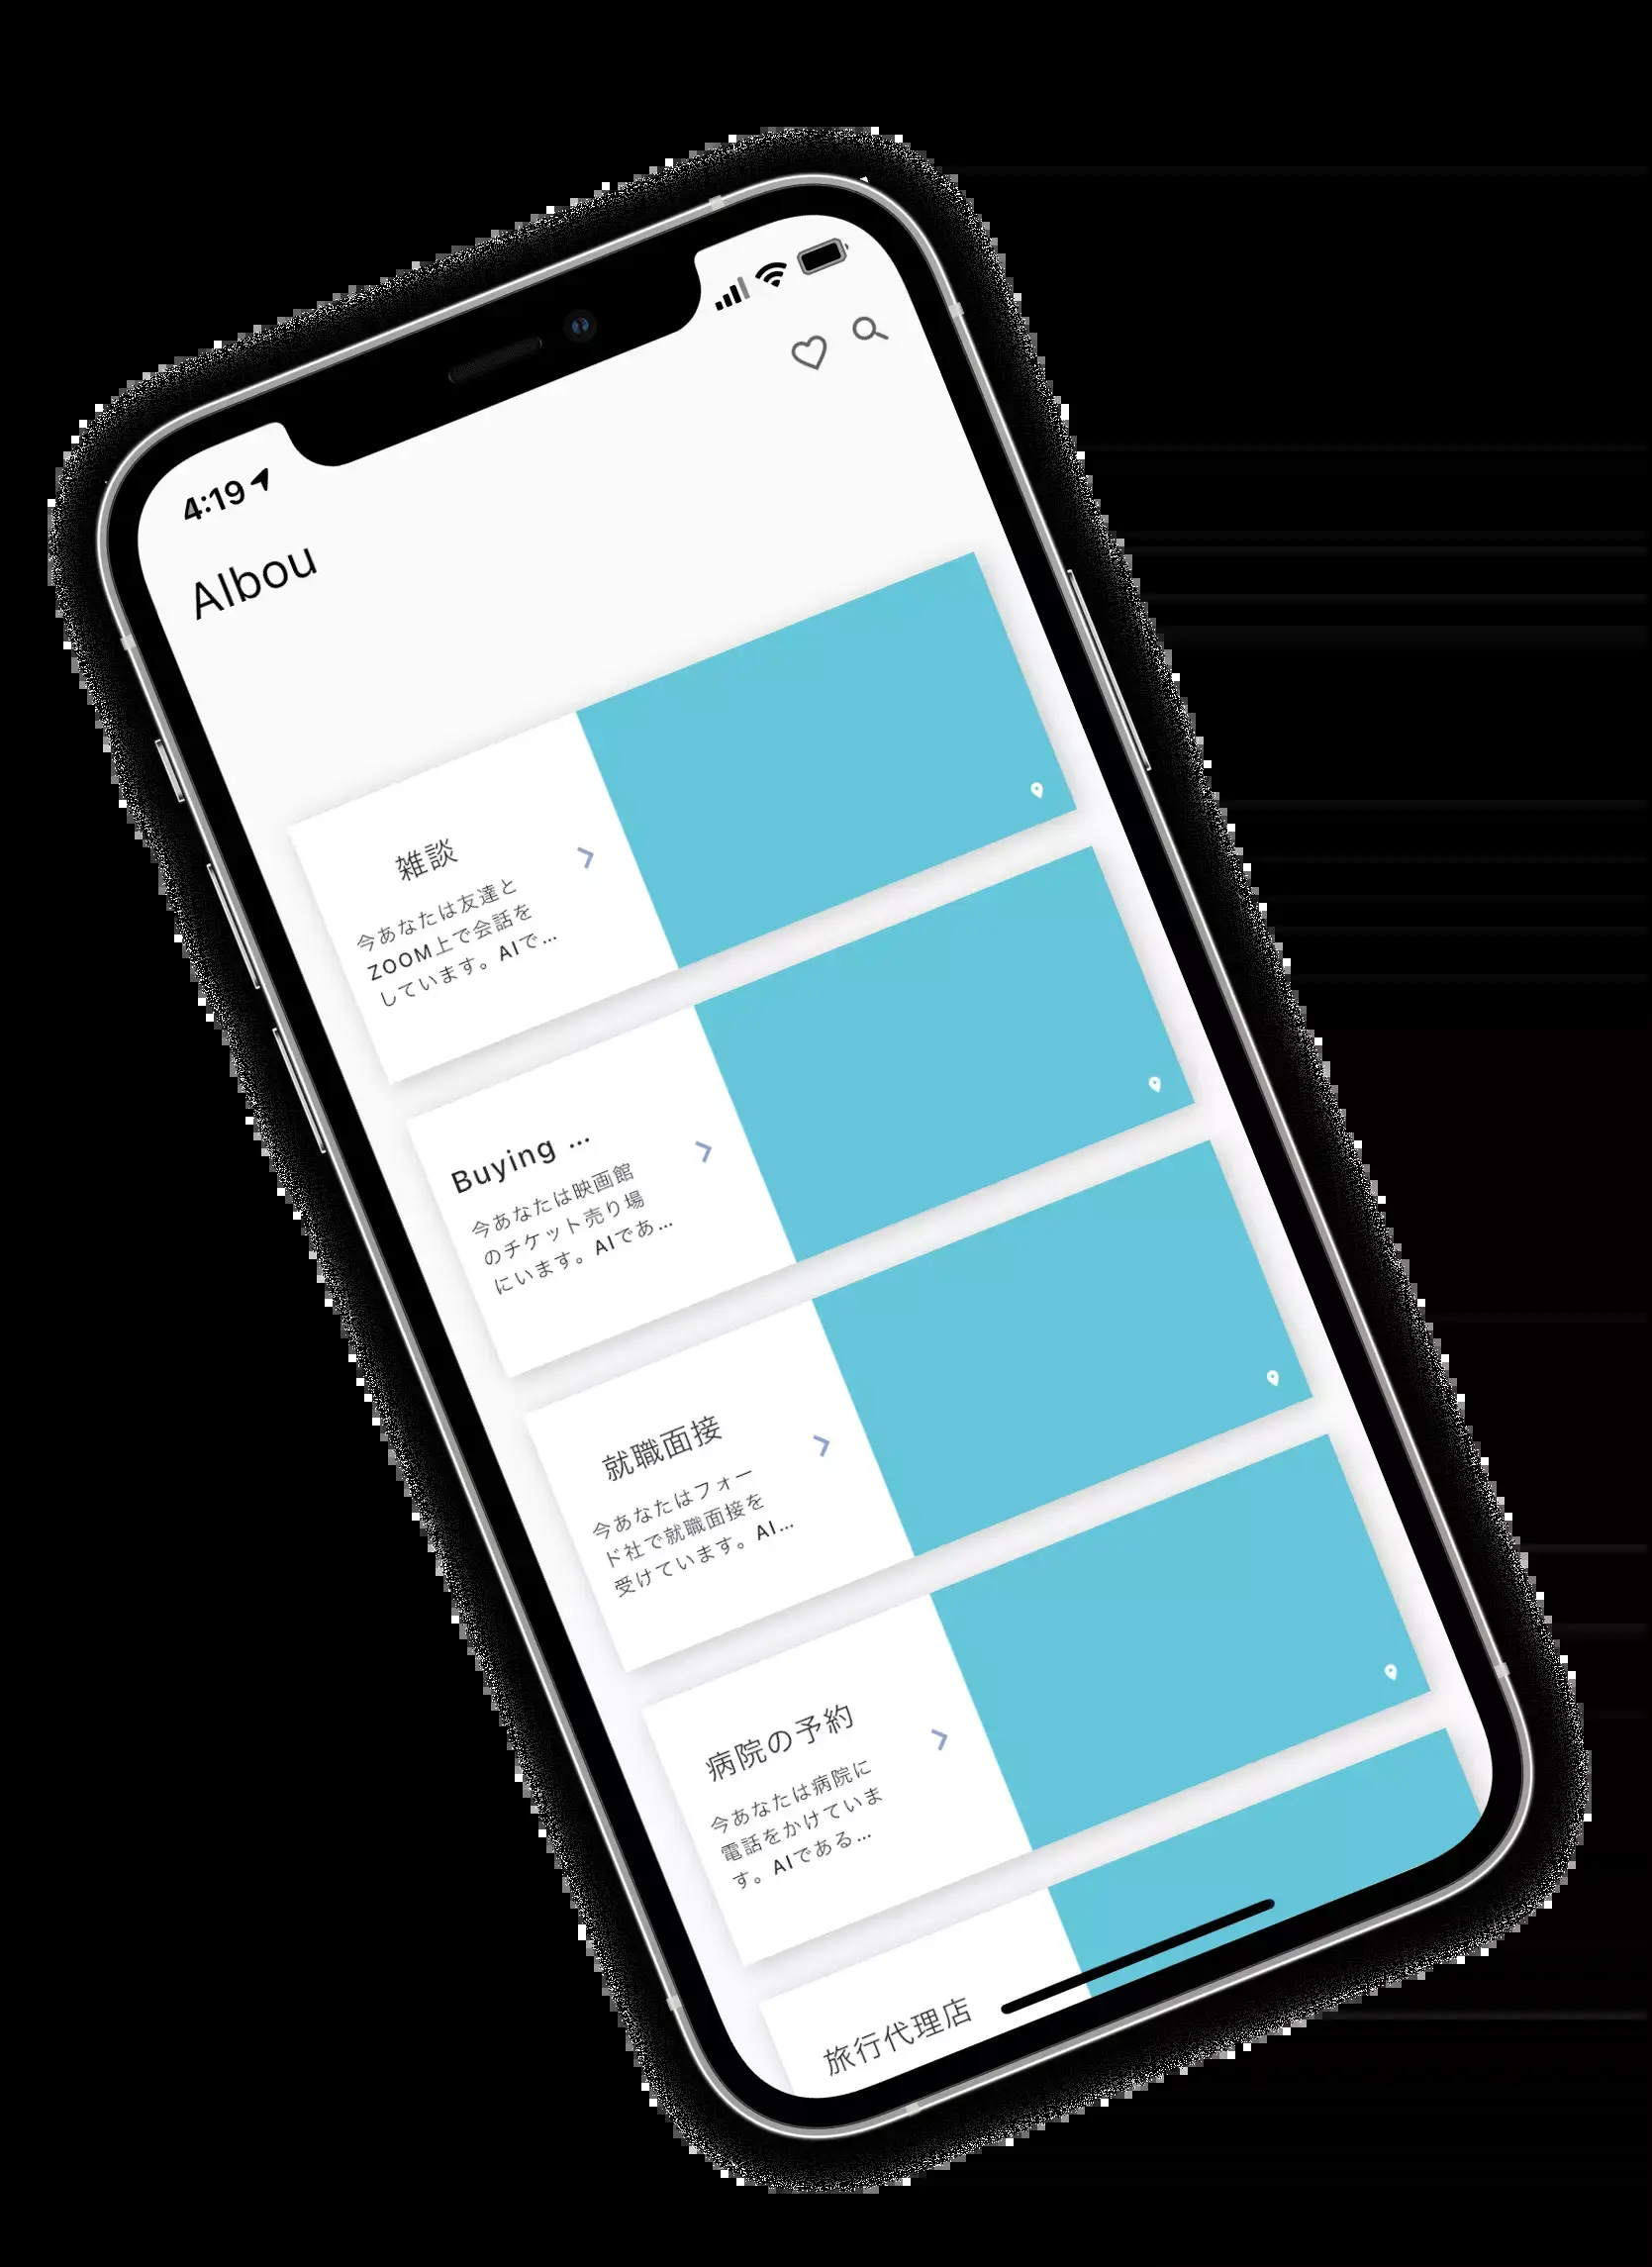 4:19
AIbou
雑談
今あなたは友達と
ZOOM上で会話を
しています。AIで...
Buying ...
今あなたは映画館
のチケット売り場
にいます。AIであ...
就職面接
今あなたはフォー
ド社で就職面接を
受けています。AI...
病院の予約
今あなたは病院に
電話をかけていま
す。AIである...
旅行代理店